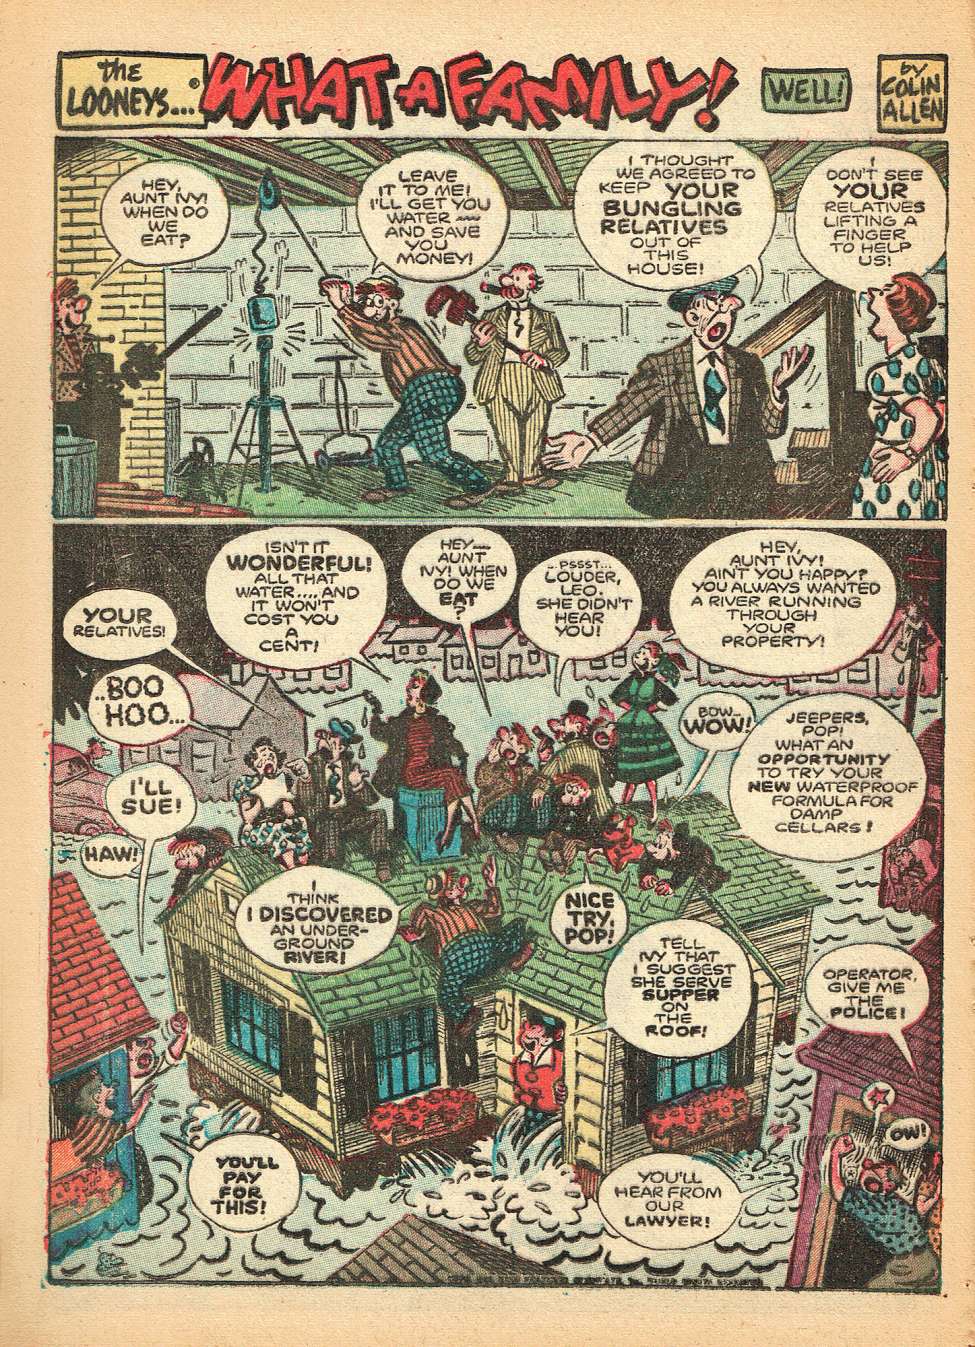 the
LOONEYS...
WHAT A FAMILY!
WELL!
by
COLIN
ALLEN
HEY,
AUNT IVY!
WHEN DO
WE
EAT?
LEAVE
IT TO ME!
I'LL GET YOU
WATER —
AND SAVE
YOU
MONEY!
I THOUGHT
WE AGREED TO
KEEP YOUR
BUNGLING
RELATIVES
OUT OF
THIS
HOUSE!
I
DON'T SEE
YOUR
RELATIVES
LIFTING A
FINGER
TO HELP
US!
YOUR
RELATIVES!
..BOO
HOO...
ISN'T IT
WONDERFUL!
ALL THAT
WATER....AND
IT WON'T
COST YOU
A
CENT!
HEY—
AUNT
IVY! WHEN
DO WE
EAT
?
..PSSST...
LOUDER,
LEO.
SHE DIDN'T
HEAR
YOU!
HEY,
AUNT IVY!
AIN'T YOU HAPPY?
YOU ALWAYS WANTED
A RIVER RUNNING
THROUGH
YOUR
PROPERTY!
BOW..
WOW!
JEEPERS,
POP!
WHAT AN
OPPORTUNITY
TO TRY YOUR
NEW WATERPROOF
FORMULA FOR
DAMP
CELLARS!
I'LL
SUE!
HAW!
I
THINK
I DISCOVERED
AN UNDER-
GROUND
RIVER!
NICE
TRY,
POP!
TELL
IVY THAT
I SUGGEST
SHE SERVE
SUPPER
ON
THE
ROOF!
OPERATOR,
GIVE ME
THE
POLICE!
OW!
YOU'LL
PAY
FOR
THIS!
YOU'LL
HEAR FROM
OUR
LAWYER!